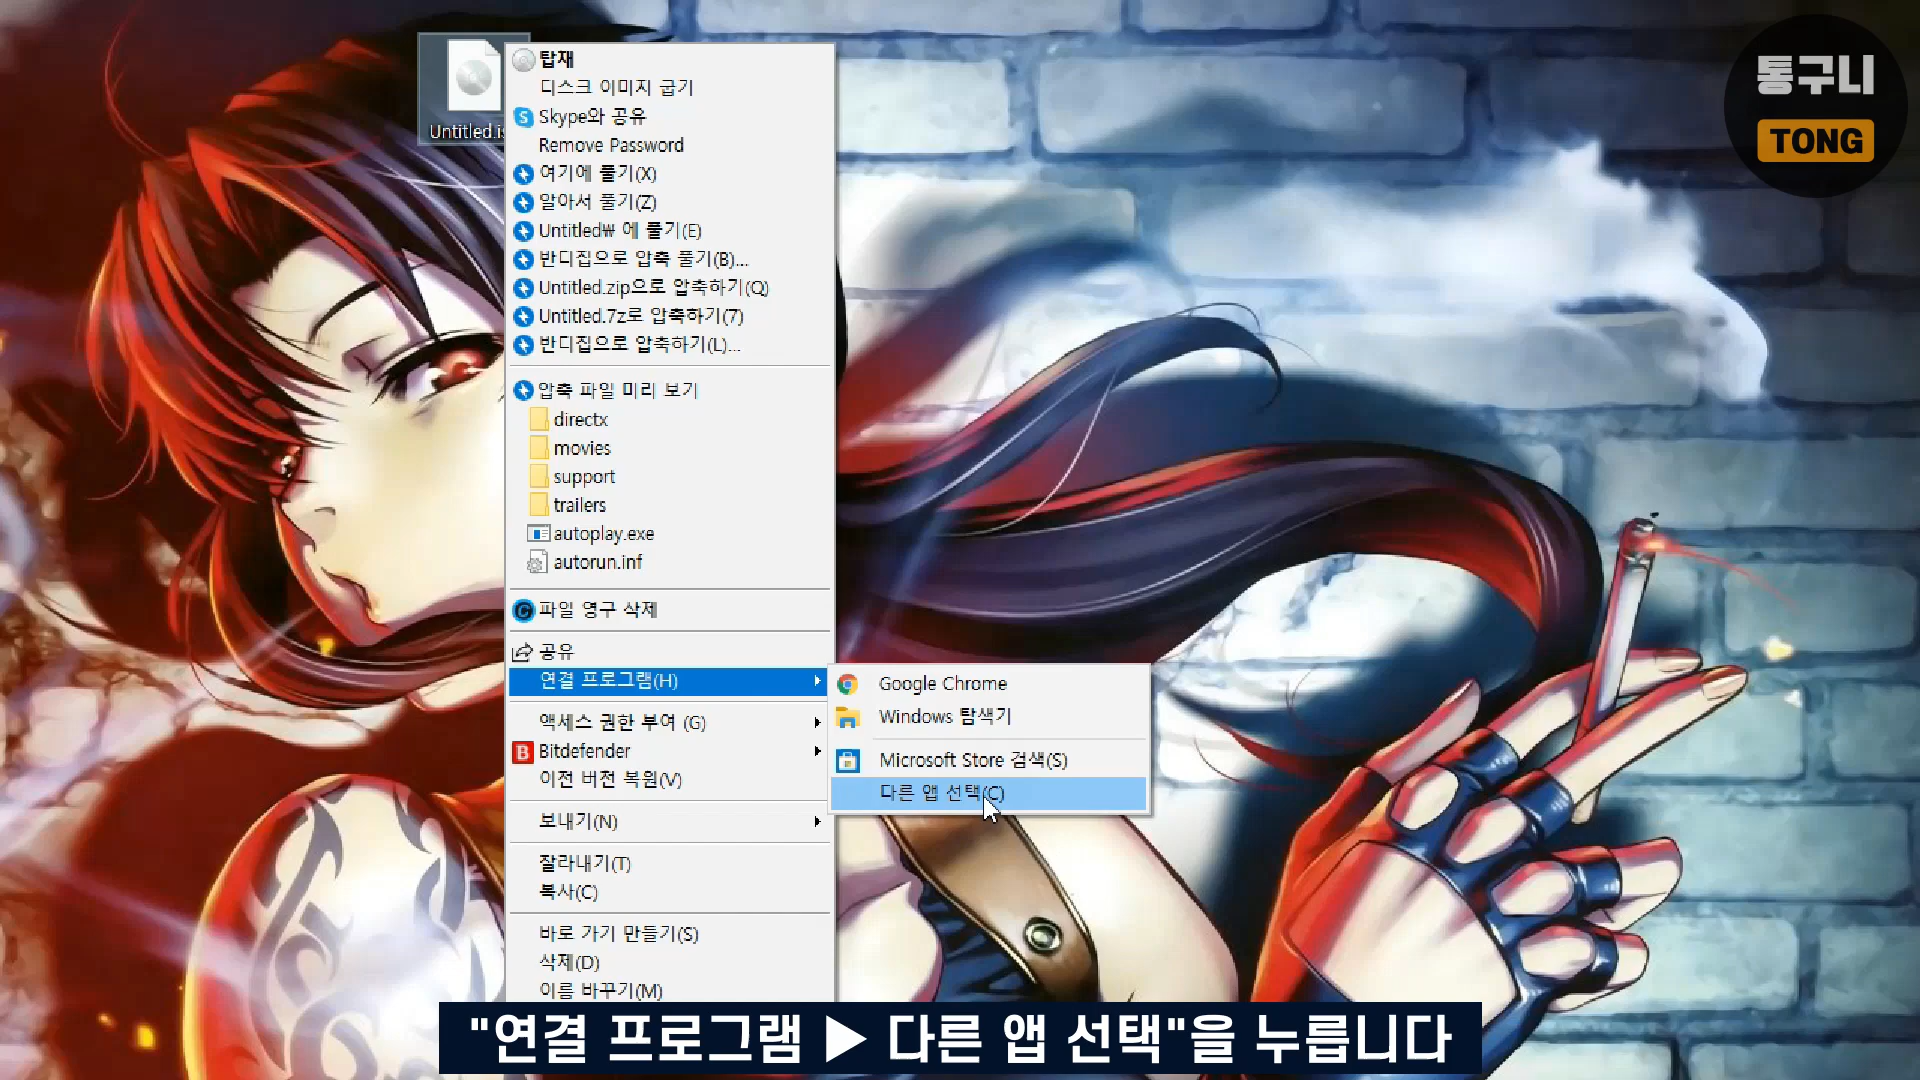 통구니
TONG
Untitled.is
탑재
디스크 이미지 굽기
Skype와 공유
Remove Password
여기에 풀기(X)
알아서 풀기(Z)
Untitled₩ 에 풀기(E)
반디집으로 압축 풀기(B)...
Untitled.zip으로 압축하기(Q)
Untitled.7z로 압축하기(7)
반디집으로 압축하기(L)...
압축 파일 미리 보기
directx
movies
support
trailers
autoplay.exe
autorun.inf
파일 영구 삭제
공유
연결 프로그램(H)
Google Chrome
Windows 탐색기
Microsoft Store 검색(S)
다른 앱 선택(C)
액세스 권한 부여 (G)
Bitdefender
이전 버전 복원(V)
보내기(N)
잘라내기(T)
복사(C)
바로 가기 만들기(S)
삭제(D)
이름 바꾸기(M)
"연결 프로그램 ▶ 다른 앱 선택"을 누릅니다